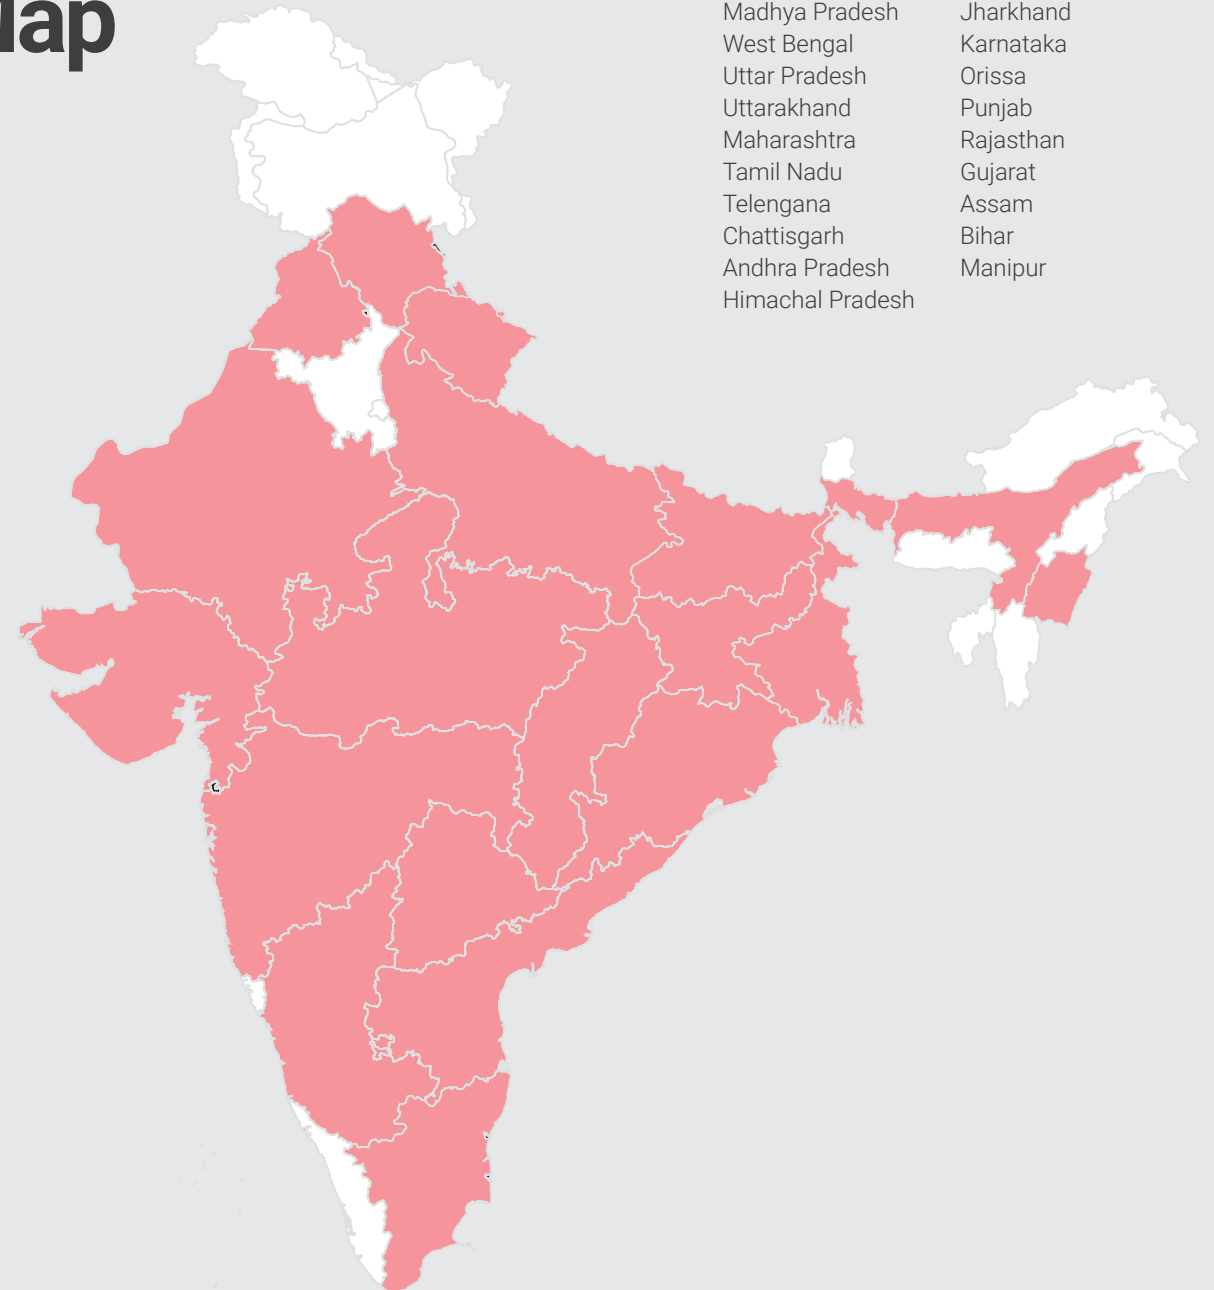 Madhya Pradesh
West Bengal
Uttar Pradesh
Uttarakhand
Maharashtra
Tamil Nadu
Telengana
Chattisgarh
Andhra Pradesh
Himachal Pradesh
Jharkhand
Karnataka
Orissa
Punjab
Rajasthan
Gujarat
Assam
Bihar
Manipur